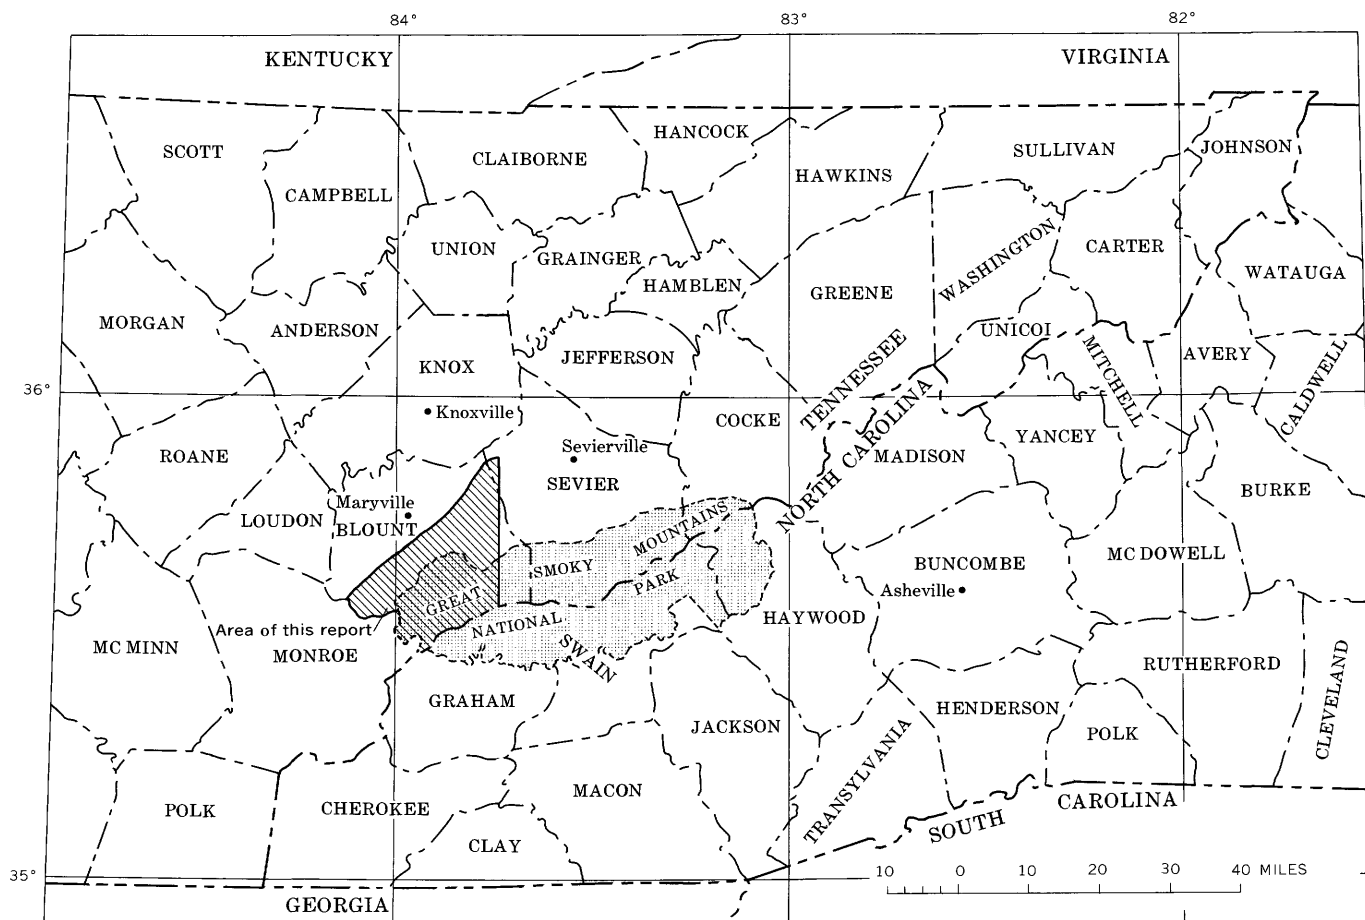 84° 83° 82°
KENTUCKY VIRGINIA
HANCOCK
SCOTT CLAIBORNE SULLIVAN JOHNSON
CAMPBELL HAWKINS
UNION GRAINGER WASHINGTON CARTER
HAMBLEN WATAUGA
MORGAN ANDERSON GREENE UNICOI
KNOX JEFFERSON TENNESSEE MITCHELL AVERY CALDWELL
36°
Knoxville COCKE NORTH CAROLINA
ROANE Sevierville MADISON YANCEY
SEVIER BURKE
Maryville
LOUDON BLOUNT
GREAT SMOKY MOUNTAINS
NATIONAL PARK
BUNCOMBE MC DOWELL
Asheville
Area of this report
MC MINN MONROE SWAIN HAYWOOD
RUTHERFORD CLEVELAND
GRAHAM JACKSON HENDERSON
TRANSYLVANIA POLK
POLK CHEROKEE MACON
SOUTH CAROLINA
CLAY
35°
10 0 10 20 30 40 MILES
GEORGIA